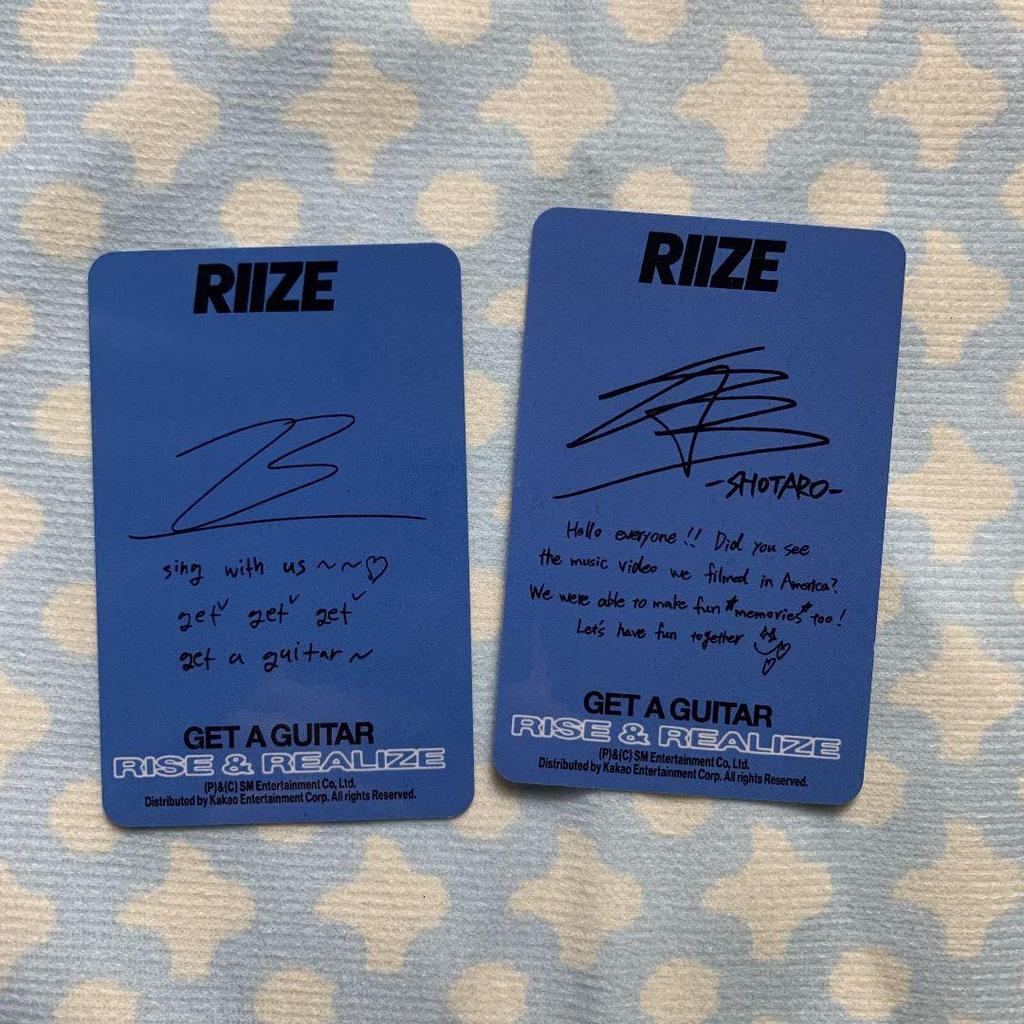 RIIZE
sing with us ~~♡
get get get
get a guitar ~
GET A GUITAR
RISE & REALIZE
(P)&(C) SM Entertainment Co, Ltd.
Distributed by Kakao Entertainment Corp. All rights Reserved.
RIIZE
-SHOTARO-
Hello everyone!! Did you see
the music video we filmed in America?
We were able to make fun *memories* too!
Let's have fun together
GET A GUITAR
RISE & REALIZE
(P)&(C) SM Entertainment Co, Ltd.
Distributed by Kakao Entertainment Corp. All rights Reserved.